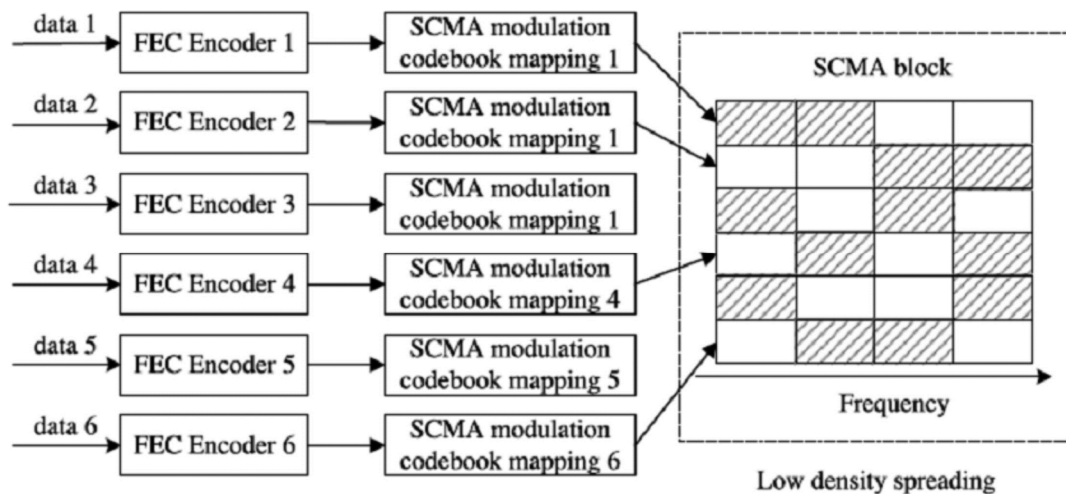 data 1
FEC Encoder 1
SCMA modulation
codebook mapping 1
data 2
FEC Encoder 2
SCMA modulation
codebook mapping 1
data 3
FEC Encoder 3
SCMA modulation
codebook mapping 1
data 4
FEC Encoder 4
SCMA modulation
codebook mapping 4
data 5
FEC Encoder 5
SCMA modulation
codebook mapping 5
data 6
FEC Encoder 6
SCMA modulation
codebook mapping 6
SCMA block
Frequency
Low density spreading